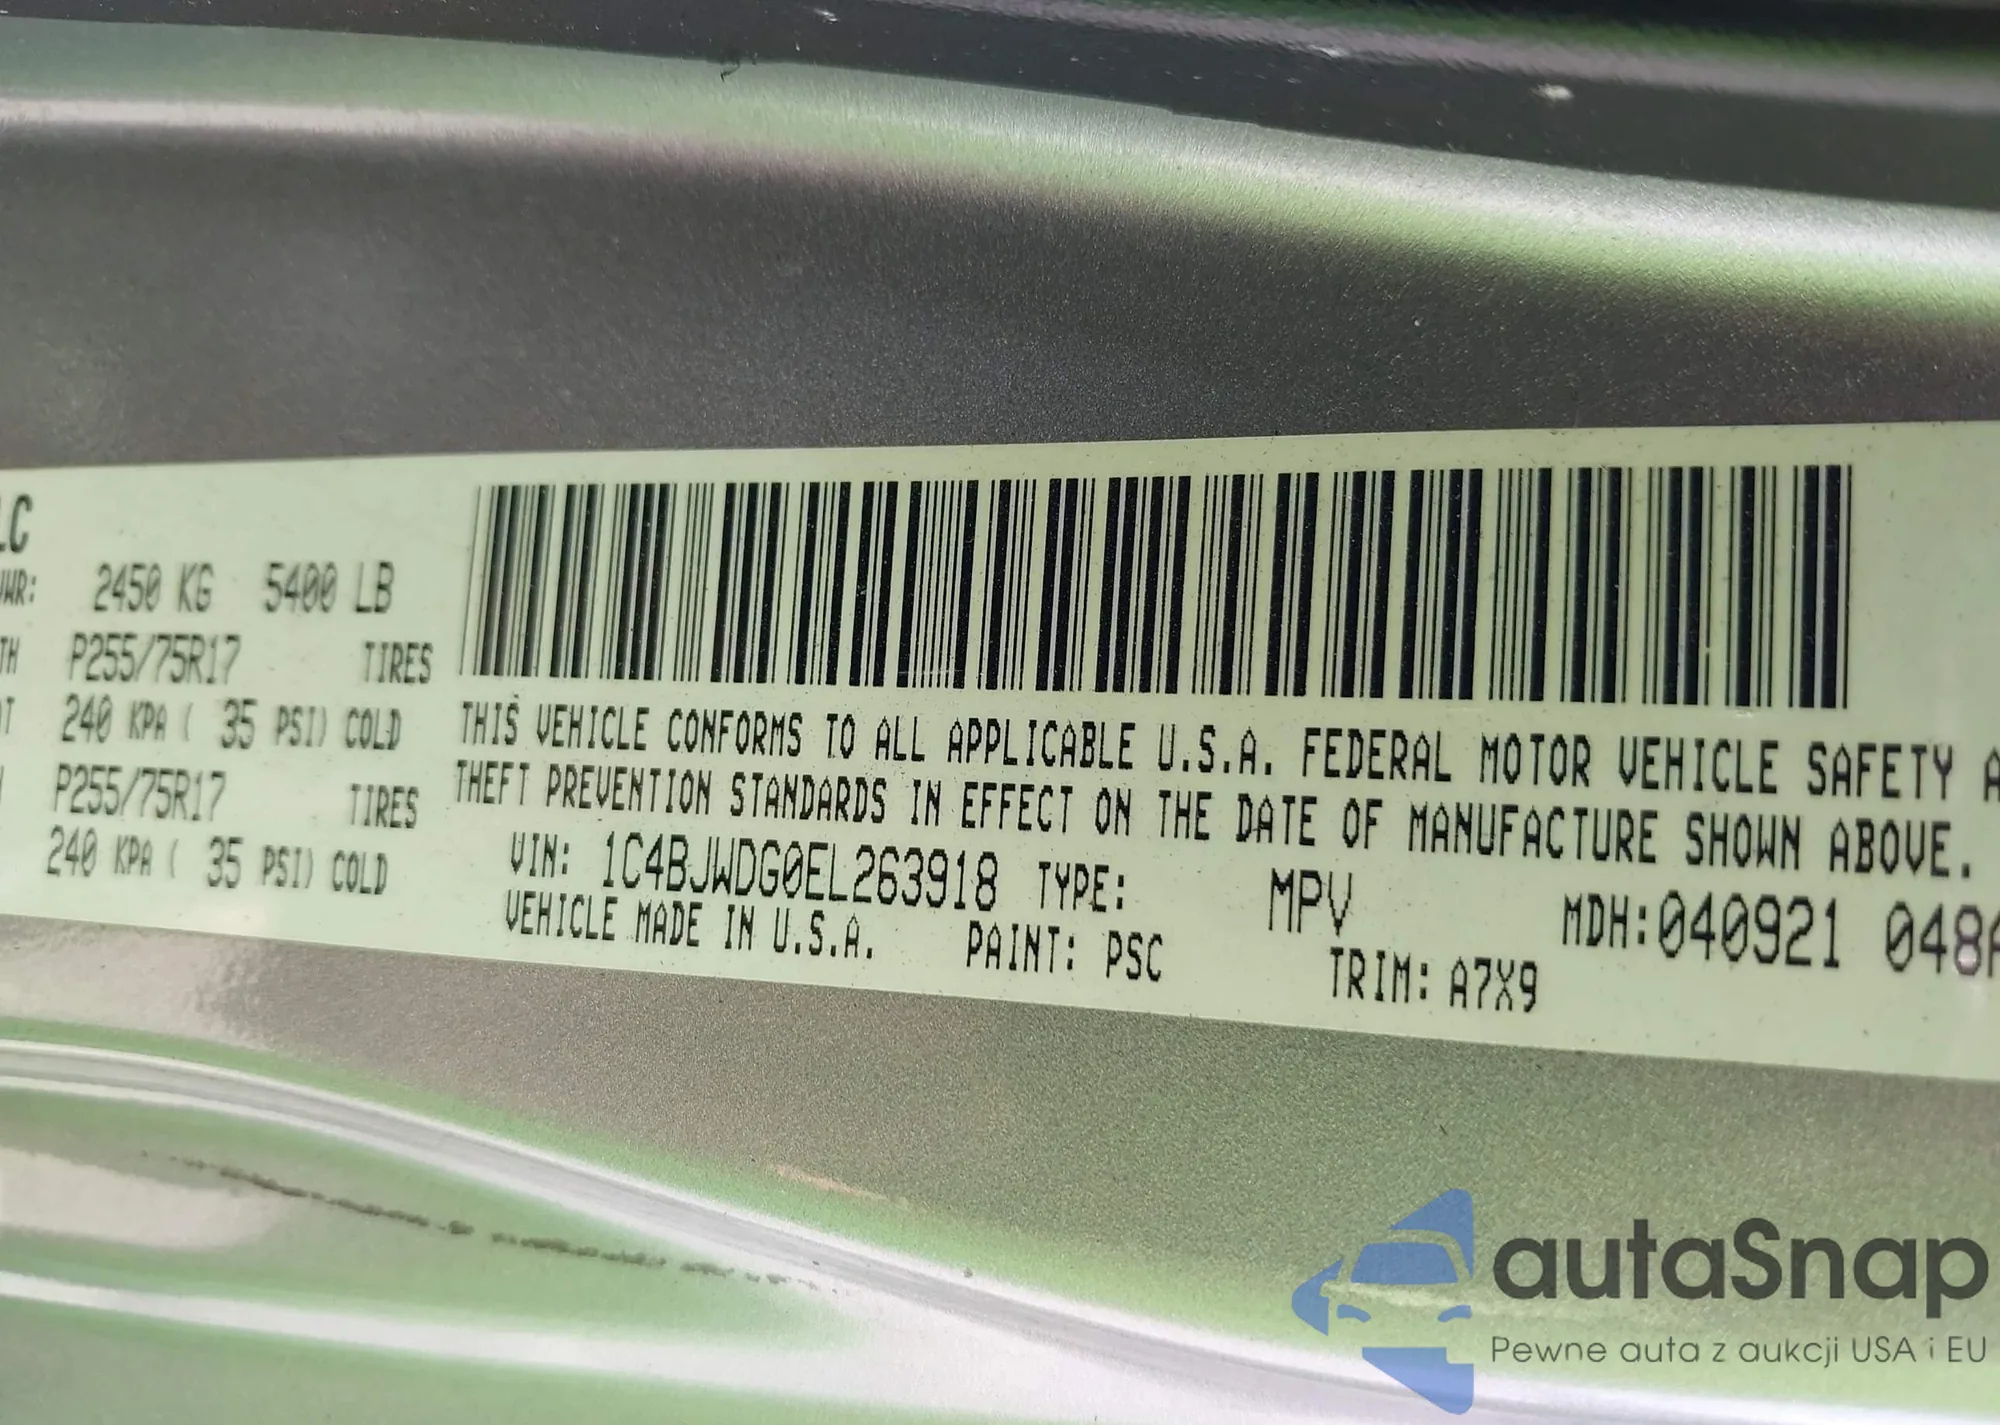 LC
WR: 2450 KG 5400 LB
TH P255/75R17 TIRES
240 KPA ( 35 PSI) COLD
P255/75R17 TIRES
240 KPA ( 35 PSI) COLD
THIS VEHICLE CONFORMS TO ALL APPLICABLE U.S.A. FEDERAL MOTOR VEHICLE SAFETY A
THEFT PREVENTION STANDARDS IN EFFECT ON THE DATE OF MANUFACTURE SHOWN ABOVE.
VIN: 1C4BJWDG0EL263918 TYPE: MPV MDH:040921 048A
VEHICLE MADE IN U.S.A. PAINT: PSC TRIM: A7X9
autaSnap
Pewne auta z aukcji USA i EU